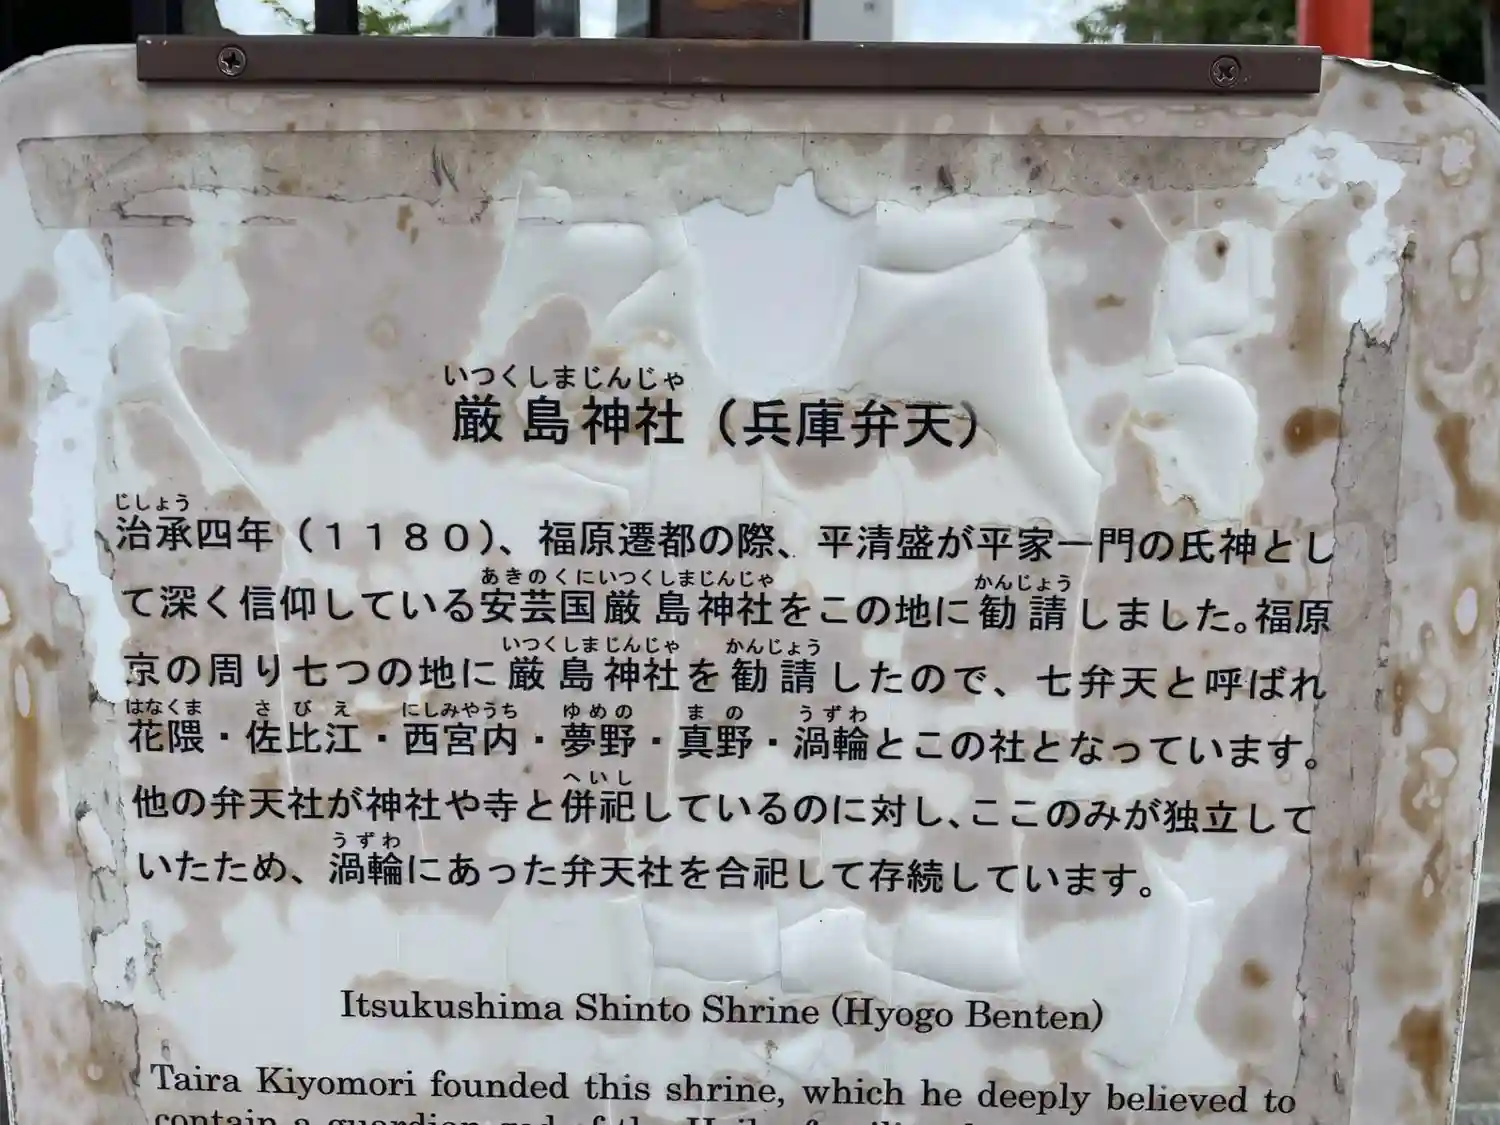 いつくしまじんじゃ
厳島神社（兵庫弁天）
じしょう
治承四年（１１８０）、福原遷都の際、平清盛が平家一門の氏神とし
あきのくにいつくしまじんじゃ かんじょう
て深く信仰している安芸国厳島神社をこの地に勧請しました。福原
いつくしまじんじゃ かんじょう
京の周り七つの地に厳島神社を勧請したので、七弁天と呼ばれ
はなくま さびえ にしみやうち ゆめの まの うずわ
花隈・佐比江・西宮内・夢野・真野・渦輪とこの社となっています。
へいし
他の弁天社が神社や寺と併祀しているのに対し、ここのみが独立して
うずわ
いたため、渦輪にあった弁天社を合祀して存続しています。
Itsukushima Shinto Shrine (Hyogo Benten)
Taira Kiyomori founded this shrine, which he deeply believed to
contain a guardian god of the